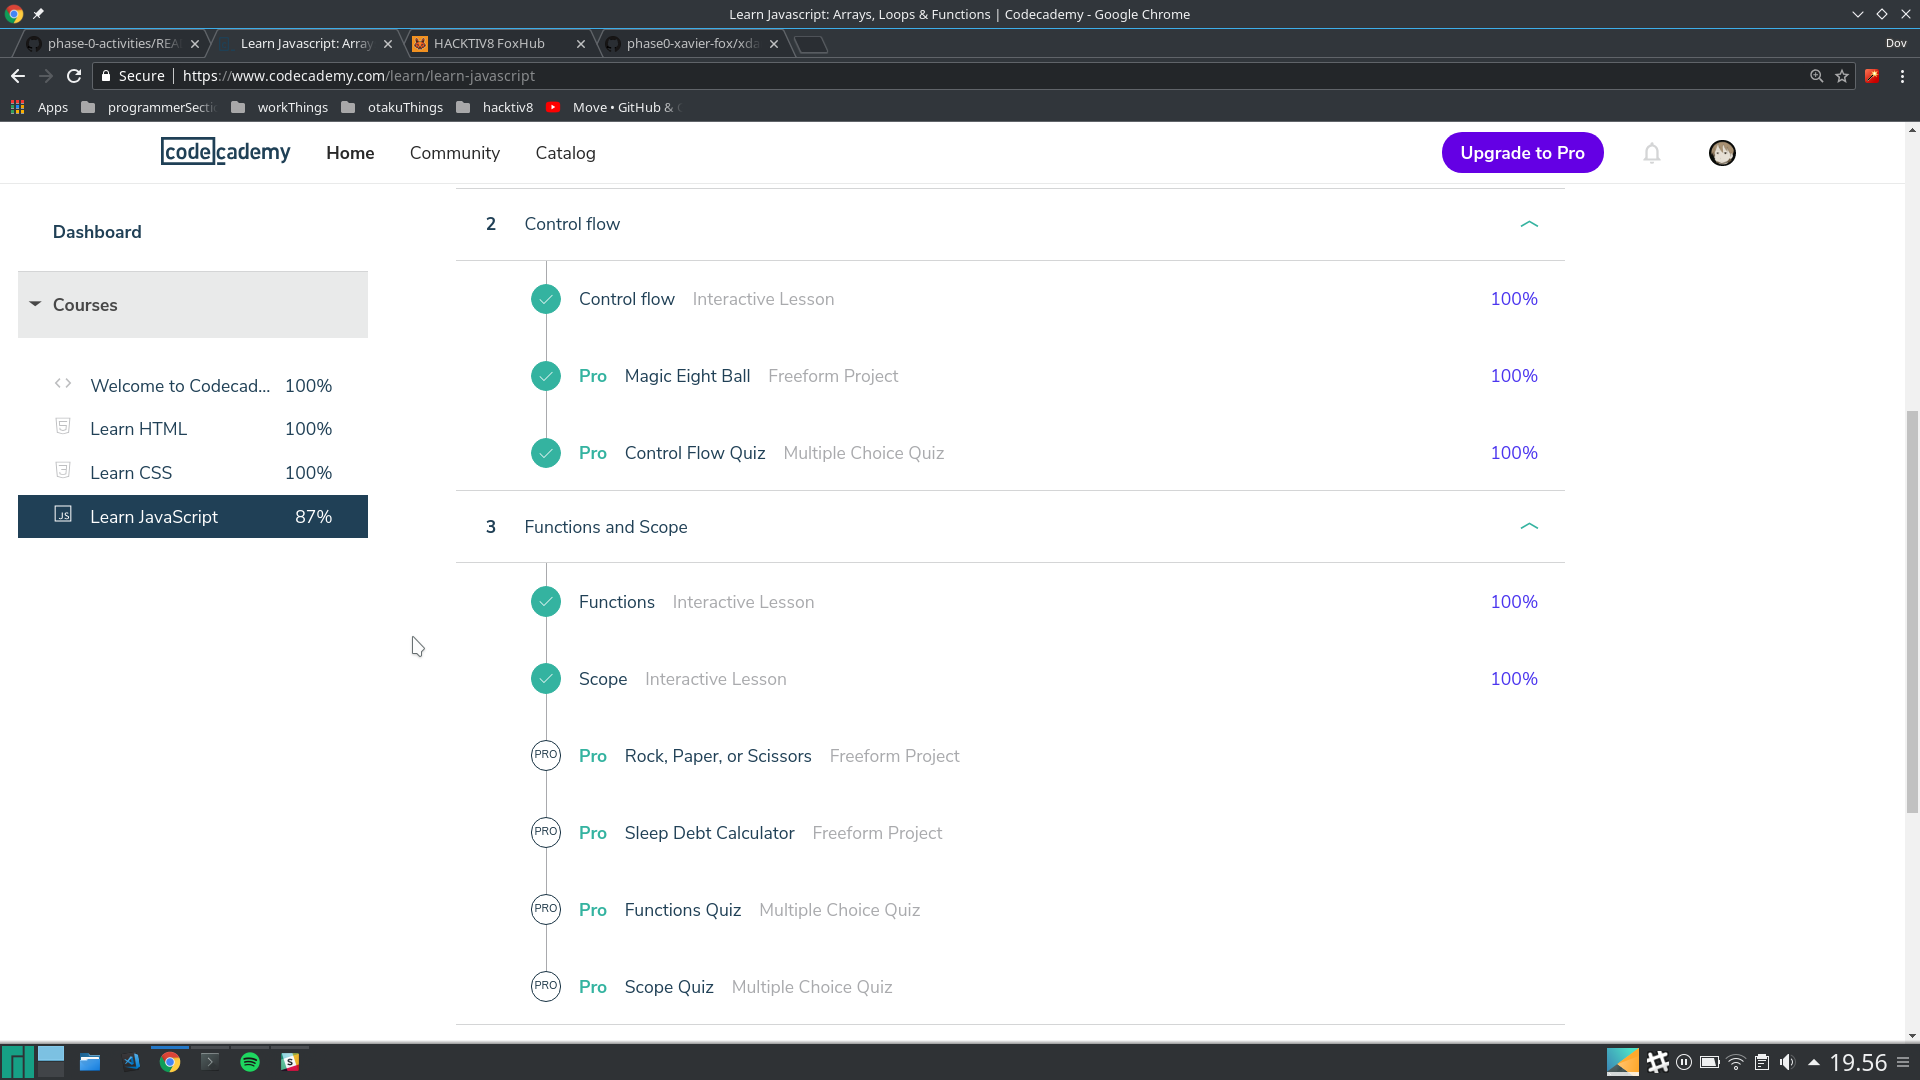 Learn Javascript: Arrays, Loops & Functions | Codecademy - Google Chrome
phase-0-activities/REA
Learn Javascript: Array
HACKTIV8 FoxHub
phase0-xavier-fox/xda
Dov
Secure https://www.codecademy.com/learn/learn-javascript
Apps programmerSecti workThings otakuThings hacktiv8 Move • GitHub &
codecademy Home Community Catalog Upgrade to Pro
Dashboard
Courses
Welcome to Codecad... 100%
Learn HTML 100%
Learn CSS 100%
JS Learn JavaScript 87%
2 Control flow
Control flow Interactive Lesson 100%
Pro Magic Eight Ball Freeform Project 100%
Pro Control Flow Quiz Multiple Choice Quiz 100%
3 Functions and Scope
Functions Interactive Lesson 100%
Scope Interactive Lesson 100%
PRO Pro Rock, Paper, or Scissors Freeform Project
PRO Pro Sleep Debt Calculator Freeform Project
PRO Pro Functions Quiz Multiple Choice Quiz
PRO Pro Scope Quiz Multiple Choice Quiz
19.56